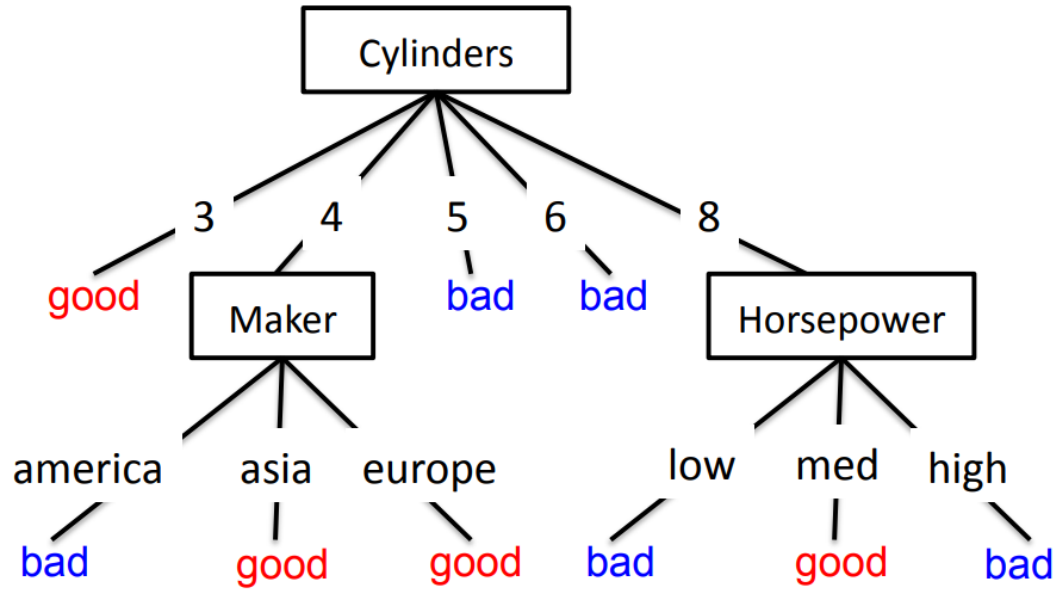 Cylinders
3 4 5 6 8
good Maker bad bad Horsepower
america asia europe low med high
bad good good bad good bad